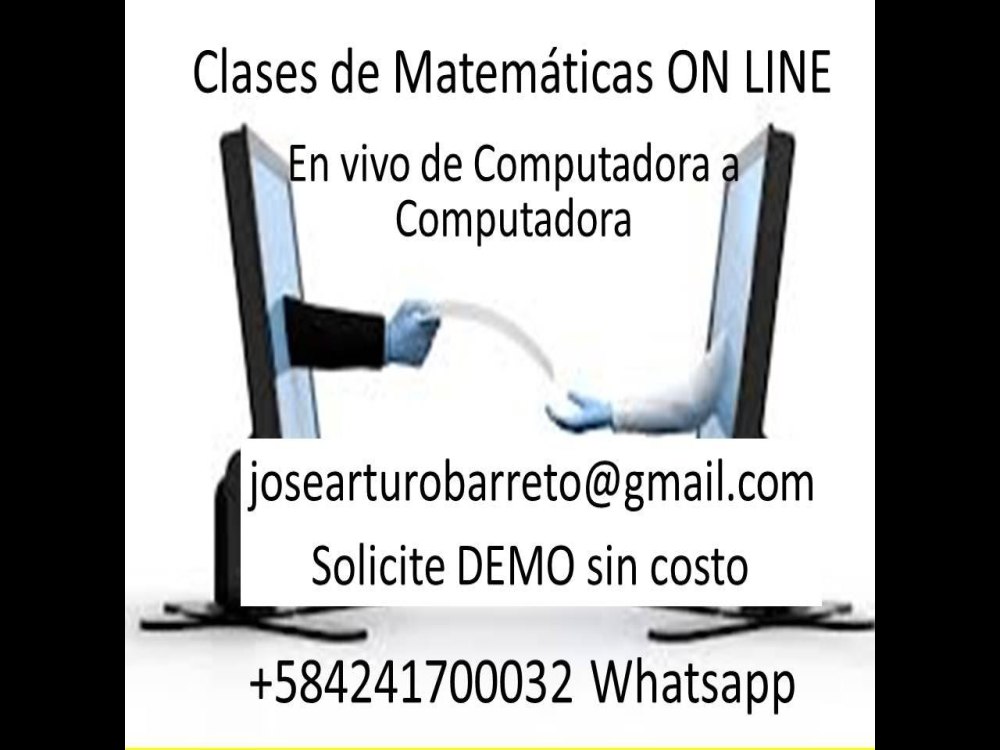 Clases de Matemáticas ON LINE
En vivo de Computadora a
Computadora
josearturobarreto@gmail.com
Solicite DEMO sin costo
+584241700032 Whatsapp